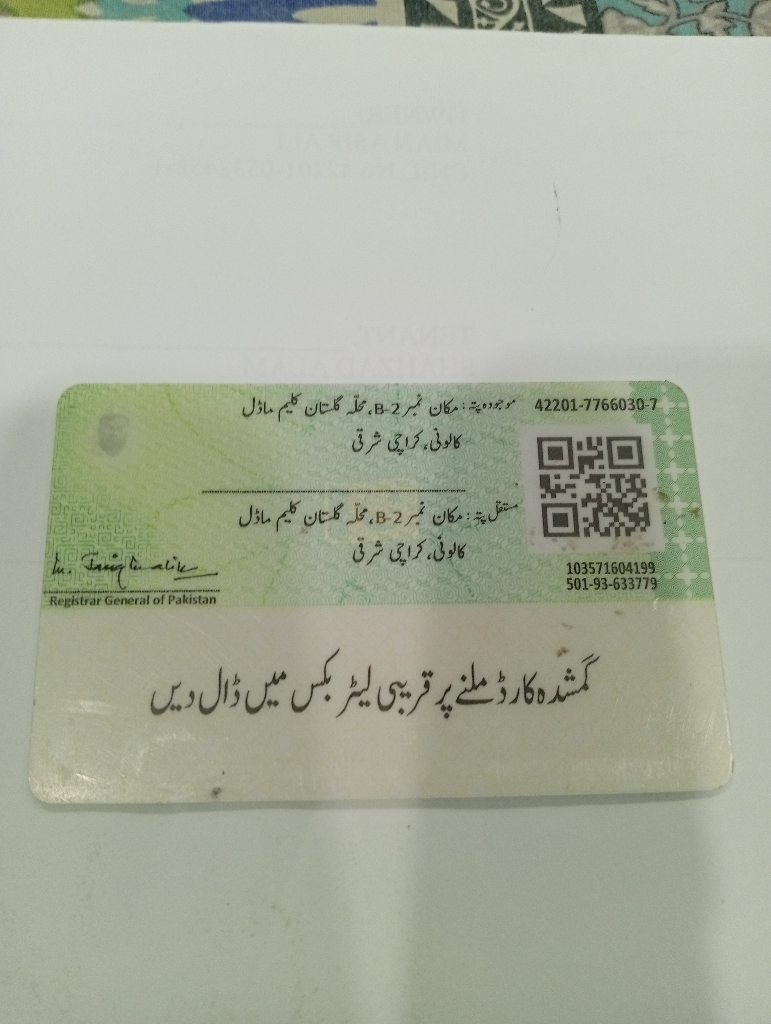 موجودہ پتہ: مکان نمبر B-2، محلّہ گلستان کلیم ماڈل
کالونی، کراچی شرقی
42201-7766030-7
مستقل پتہ: مکان نمبر B-2، محلّہ گلستان کلیم ماڈل
کالونی، کراچی شرقی
103571604199
501-93-633779
Registrar General of Pakistan
گمشدہ کارڈ ملنے پر قریبی لیٹر بکس میں ڈال دیں